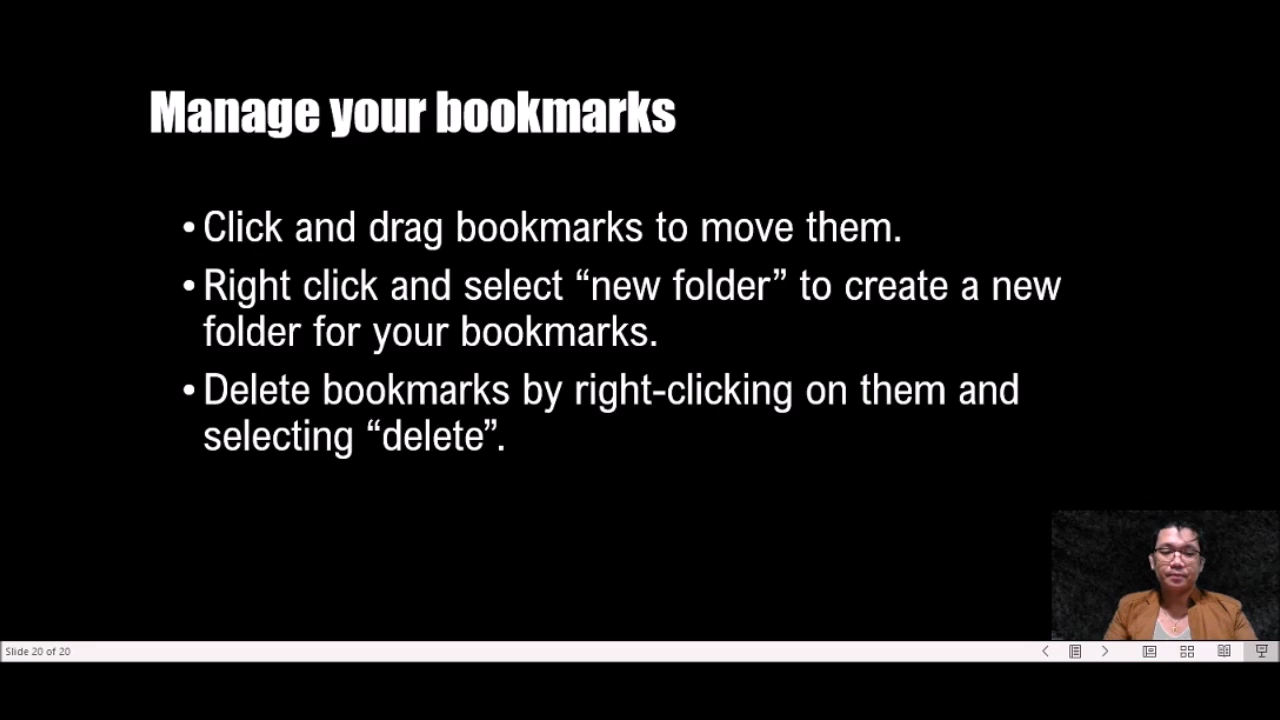 Manage your bookmarks
• Click and drag bookmarks to move them.
• Right click and select “new folder” to create a new
folder for your bookmarks.
• Delete bookmarks by right-clicking on them and
selecting “delete”.
Slide 20 of 20